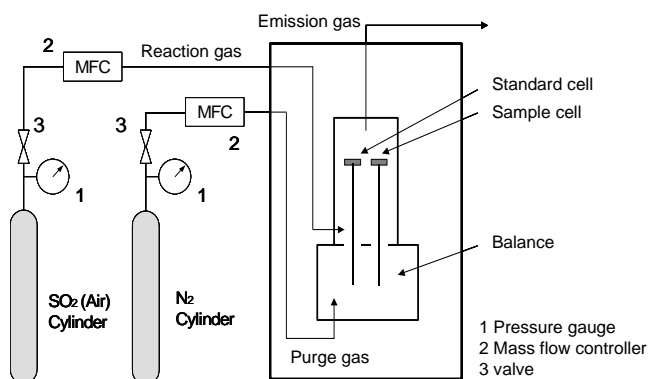 Emission gas
2
MFC
Reaction gas
MFC
2
3
3
1
1
Standard cell
Sample cell
Balance
SO2 (Air)
Cylinder
N2
Cylinder
Purge gas
1 Pressure gauge
2 Mass flow controller
3 valve